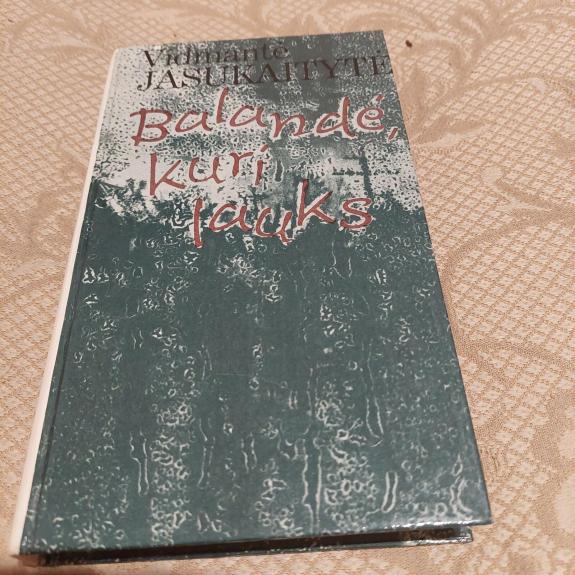 Vidmantė
JASUKAITYTĖ
Balandė,
kuri
lauks